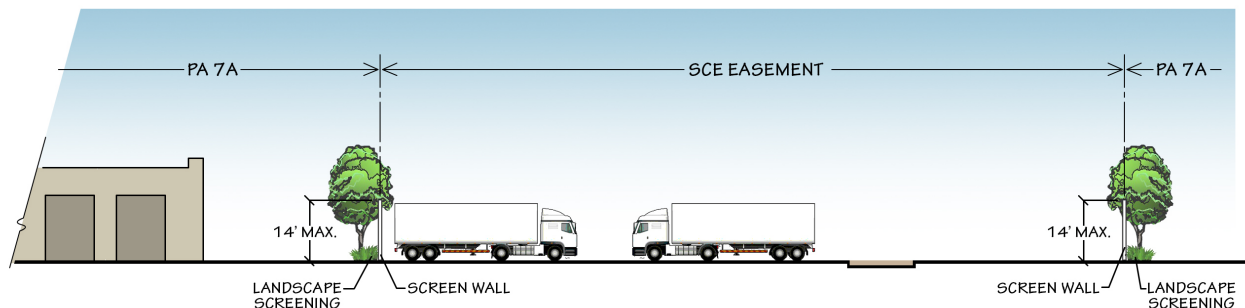 PA 7A
SCE EASEMENT
PA 7A
14' MAX.
14' MAX.
LANDSCAPE
SCREENING
SCREEN WALL
SCREEN WALL
LANDSCAPE
SCREENING